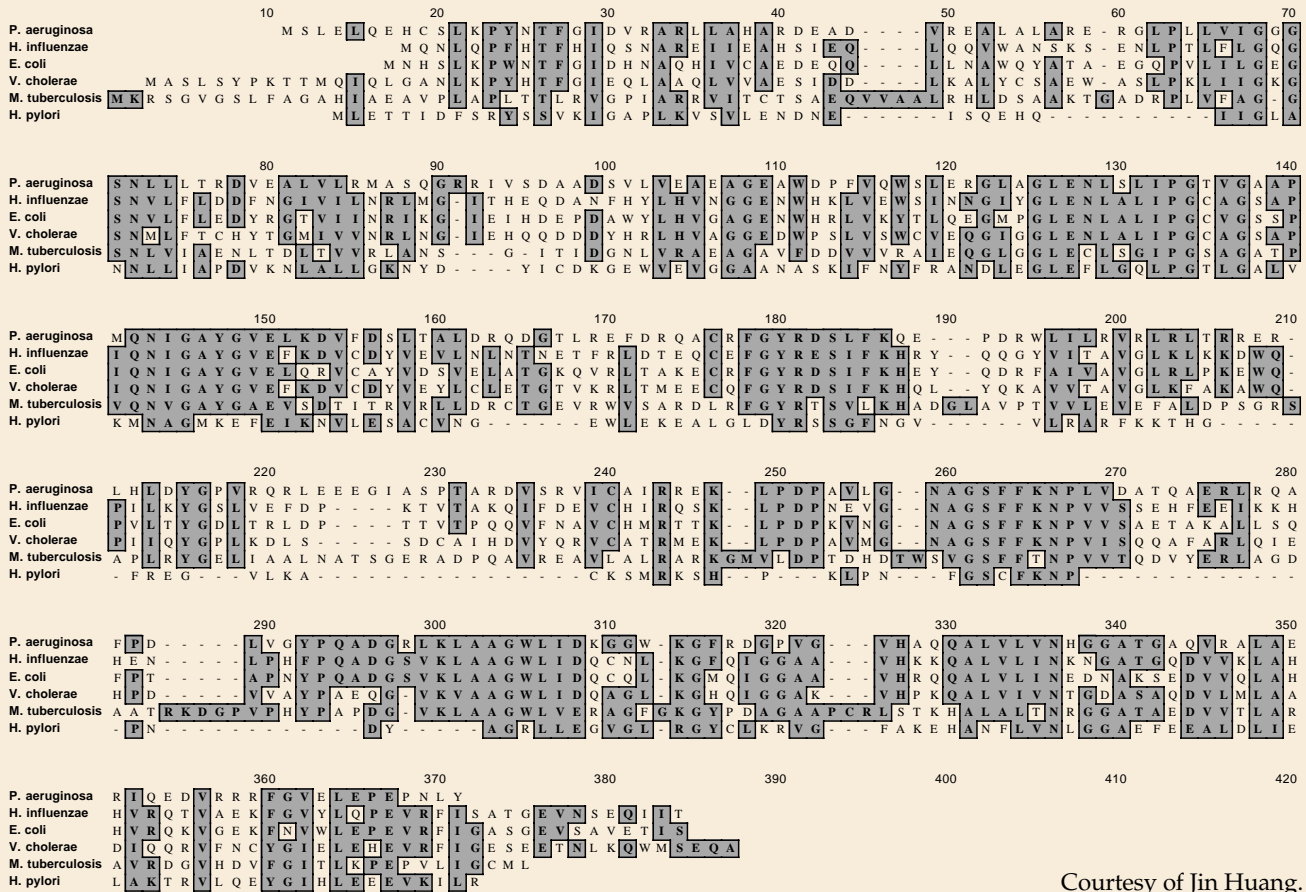 10 20 30 40 50 60 70
P. aeruginosa M S L E L Q E H C S L K P Y N T F G I D V R A R L L A H A R D E A D - - - - V R E A L A L A R E - R G L P L L V I G G G
H. influenzae M Q N L Q P F H T F H I Q S N A R E I I E A H S I E Q - - - - L Q Q V W A N S K S - E N L P T L F L G Q G
E. coli M N H S L K P W N T F G I D H N A Q H I V C A E D E Q Q - - - - L L N A W Q Y A T A - E G Q P V L I L G E G
V. cholerae M A S L S Y P K T T M Q I Q L G A N L K P Y H T F G I E Q L A Q L V V A E S I D D - - - - L K A L Y C S A E W - A S L P K L I I G K G
M. tuberculosis M K R S G V G S L F A G A H I A E A V P L A P L T T L R V G P I A R R V I T C T S A E Q V V A A L R H L D S A A K T G A D R P L V F A G - G
H. pylori M L E T T I D F S R Y S S V K I G A P L K V S V L E N D N E - - - - - - I S Q E H Q - - - - - - - - - - I I G L A
80 90 100 110 120 130 140
P. aeruginosa S N L L L T R D V E A L V L R M A S Q G R R I V S D A A D S V L V E A E A G E A W D P F V Q W S L E R G L A G L E N L S L I P G T V G A A P
H. influenzae S N V L F L D D F N G I V I L N R L M G - I T H E Q D A N F H Y L H V N G G E N W H K L V E W S I N N G I Y G L E N L A L I P G C A G S A P
E. coli S N V L F L E D Y R G T V I I N R I K G - I E I H D E P D A W Y L H V G A G E N W H R L V K Y T L Q E G M P G L E N L A L I P G C V G S S P
V. cholerae S N M L F T C H Y T G M I V V N R L N G - I E H Q Q D D D Y H R L H V A G G E D W P S L V S W C V E Q G I G G L E N L A L I P G C A G S A P
M. tuberculosis S N L V I A E N L T D L T V V R L A N S - - - G - I T I D G N L V R A E A G A V F D D V V V R A I E Q G L G G L E C L S G I P G S A G A T P
H. pylori N N L L I A P D V K N L A L L G K N Y D - - - - Y I C D K G E W V E V G G A A N A S K I F N Y F R A N D L E G L E F L G Q L P G T L G A L V
150 160 170 180 190 200 210
P. aeruginosa M Q N I G A Y G V E L K D V F D S L T A L D R Q D G T L R E F D R Q A C R F G Y R D S L F K Q E - - - P D R W L I L A V R L R L T R R E R -
H. influenzae I Q N I G A Y G V E F K D V C D Y V E V L N L N T N E T F R L D T E Q C E F G Y R E S I F K H R Y - - Q Q G Y V I T A V G L K L K K D W Q -
E. coli I Q N I G A Y G V E L Q R V C A Y V D S V E L A T G K Q V R L T A K E C R F G Y R D S I F K H E Y - - Q D R F A I V A V G L R L P K E W Q -
V. cholerae I Q N I G A Y G V E F K D V C D Y V E Y L C L E T G T V K R L T M E E C Q F G Y R D S I F K H Q L - - Y Q K A V V T A V G L K F A K A W Q -
M. tuberculosis V Q N V G A Y G A E V S D T I T R V R L L D R C T G E V R W V S A R D L R F G Y R T S V L K H A D G L A V P T V V L E V E F A L D P S G R S
H. pylori K M N A G M K E F E I K N V L E S A C V N G - - - - - - E W L E K E A L G L D Y R S S G F N G V - - - - - - - V L R A R F K K T H G - - - - -
220 230 240 250 260 270 280
P. aeruginosa L H L D Y G P V R Q R L E E E G I A S P T A R D V S R V I C A I R R E K - - L P D P A V L G - - N A G S F F K N P L V D A T Q A E R L R Q A
H. influenzae P I L K Y G S L V E F D P - - - - K T V T A K Q I F D E V C H I R Q S K - - L P D P N E V G - - N A G S F F K N P V V S S E H F E E I K K H
E. coli P V L T Y G D L T R L D P - - - - T T V T P Q Q V F N A V C H M R T T K - - L P D P K V N G - - N A G S F F K N P V V S A E T A K A L L S Q
V. cholerae P I I Q Y G P L K D L S - - - - - S D C A I H D V Y Q R V C A T R M E K - - L P D P A V M G - - N A G S F F K N P V I S Q Q A F A R L Q I E
M. tuberculosis A P L R Y G E L I A A L N A T S G E R A D P Q A V R E A V L A L R A R K G M V L D P T D H D T W S V G S F F T N P V V T Q D V Y E R L A G D
H. pylori - F R E G - - V L K A - - - - - - - - - - - - - - - - C K S M R K S H - - P - - K L P N - - F G S C F K N P - - - - - - - - - - - - -
290 300 310 320 330 340 350
P. aeruginosa F P D - - - - - L V G Y P Q A D G R L K L A A G W L I D K G G W - K G F R D G P V G - - - V H A Q Q A L V L V N H G G A T G A Q V R A L A E
H. influenzae H E N - - - - - L P H F P Q A D G S V K L A A G W L I D Q C N L - K G F Q I G G A A - - - V H K K Q A L V L I N K N G A T G Q D V V K L A H
E. coli F P T - - - - - A P N Y P Q A D G S V K L A A G W L I D Q C Q L - K G M Q I G G A A - - - V H R Q Q A L V L I N E D N A K S E D V V Q L A H
V. cholerae H P D - - - - - V V A Y P A E Q G - V K V A A G W L I D Q A G L - K G H Q I G G A K - - - V H P K Q A L V I V N T G D A S A Q D V L M L A A
M. tuberculosis A A T R K D G P V P H Y P A P D G - V K L A A G W L V E R A G F G K G Y P D A G A A P C R L S T K H A L A L T N R G G A T A E D V V T L A R
H. pylori - P N - - - - - - - - - - - - D Y - - - - - A G R L L E G V G L - R G Y C L K R V G - - - F A K E H A N F L V N L G G A E F E E A L D L I E
360 370 380 390 400 410 420
P. aeruginosa R I Q E D V R R R F G V E L E P E P N L Y
H. influenzae H V R Q T V A E K F G V Y L Q P E V R F I S A T G E V N S E Q I I T
E. coli H V R Q K V G E K F N V W L E P E V R F I G A S G E V S A V E T I S
V. cholerae D I Q Q R V F N C Y G I E L E H E V R F I G E S E E T N L K Q W M S E Q A
M. tuberculosis A V R D G V H D V F G I T L K P E P V L I G C M L
H. pylori L A K T R V L Q E Y G I H L E E E V K I L R
Courtesy of Jin Huang.